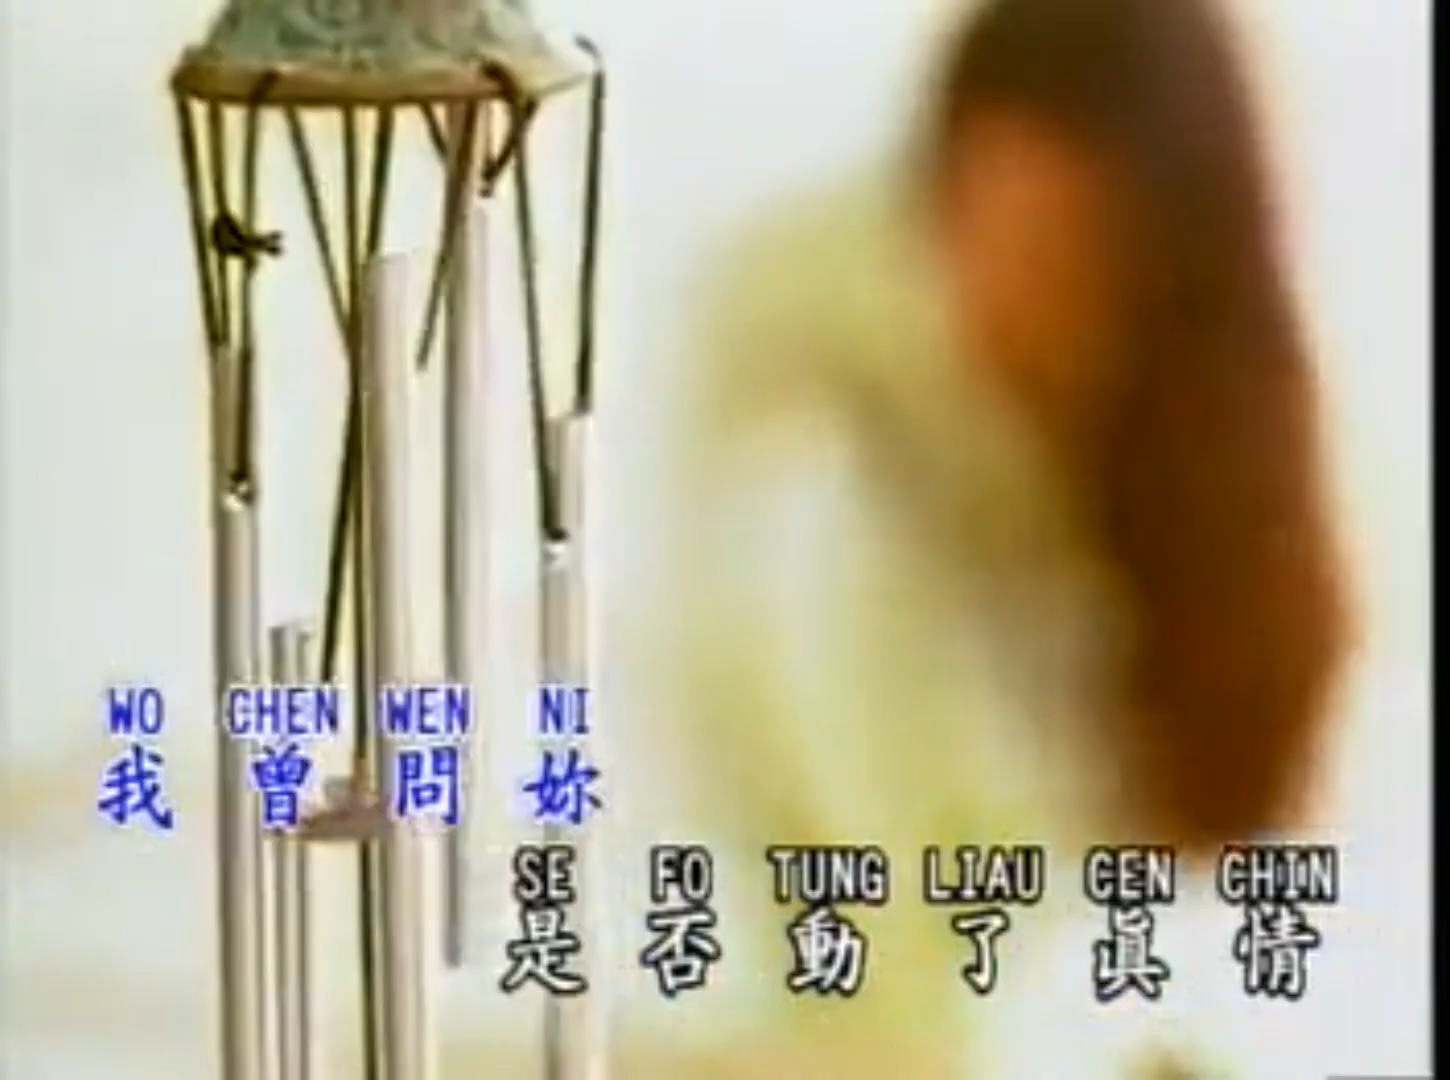 WO CHEN WEN NI
我 曾 問 妳
SE FO TUNG LIAU CEN CHIN
是 否 動 了 真 情